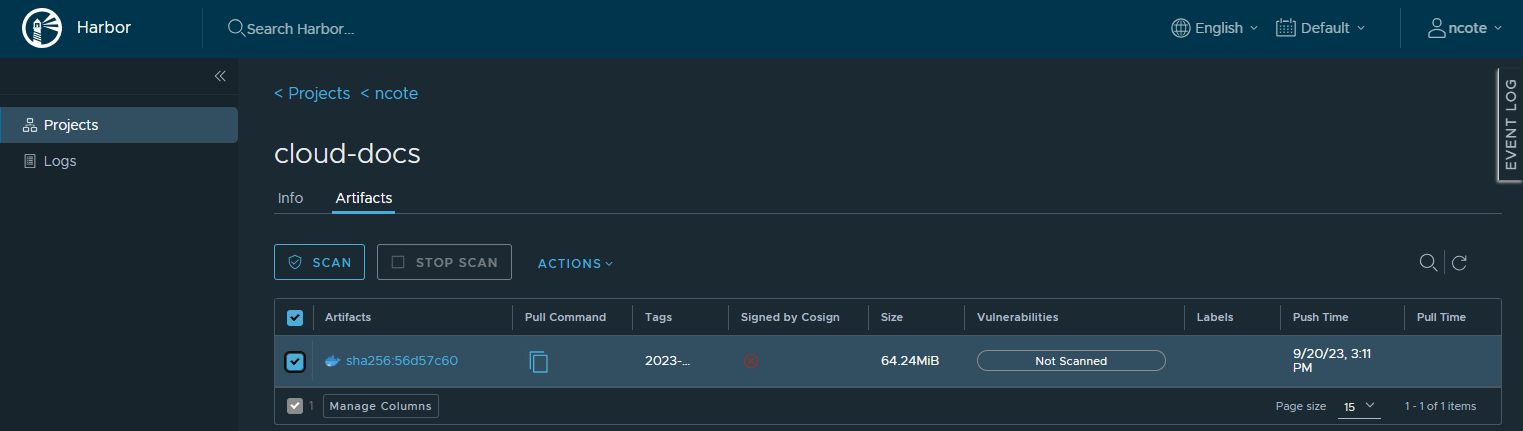 Harbor
Search Harbor...
English
Default
ncote
EVENT LOG
Projects
Logs
< Projects < ncote
cloud-docs
Info Artifacts
SCAN STOP SCAN ACTIONS
Artifacts Pull Command Tags Signed by Cosign Size Vulnerabilities Labels Push Time Pull Time
sha256:56d57c60 2023-... 64.24MiB Not Scanned 9/20/23, 3:11
PM
1 Manage Columns Page size 15 1 - 1 of 1 items